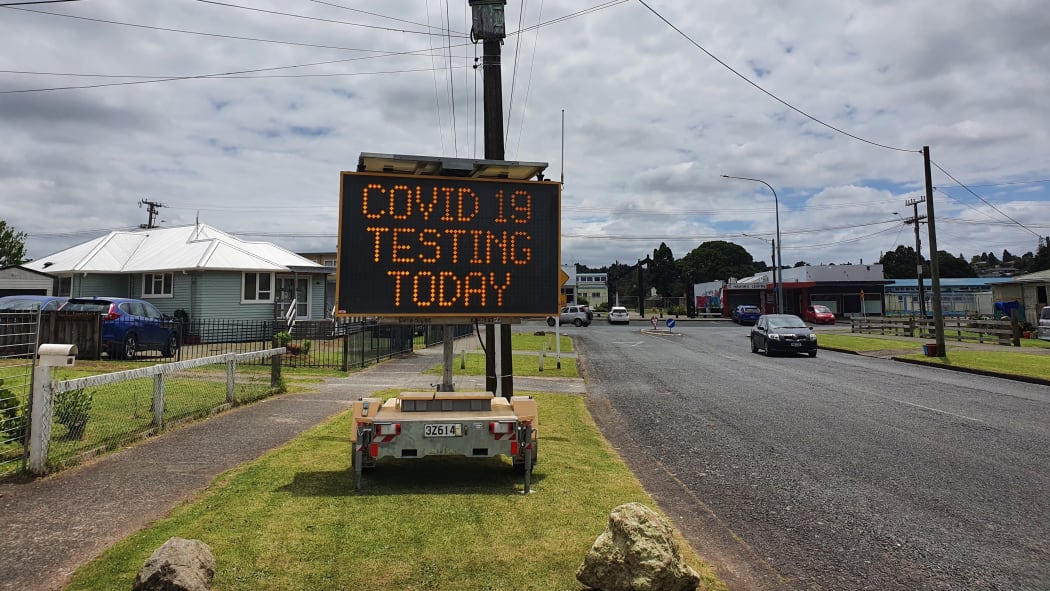 COVID 19
TESTING
TODAY
3Z614